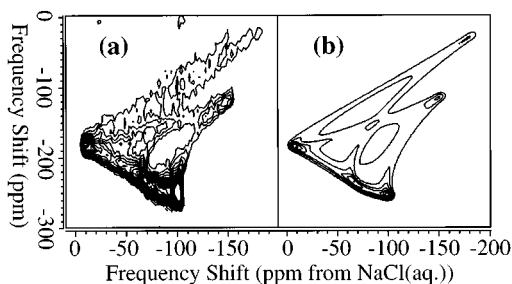 (a) (b)
Frequency Shift (ppm)
0
-100
-200
-300
0 -50 -100 -150 0 -50 -100 -150 -200
Frequency Shift (ppm from NaCl(aq.))